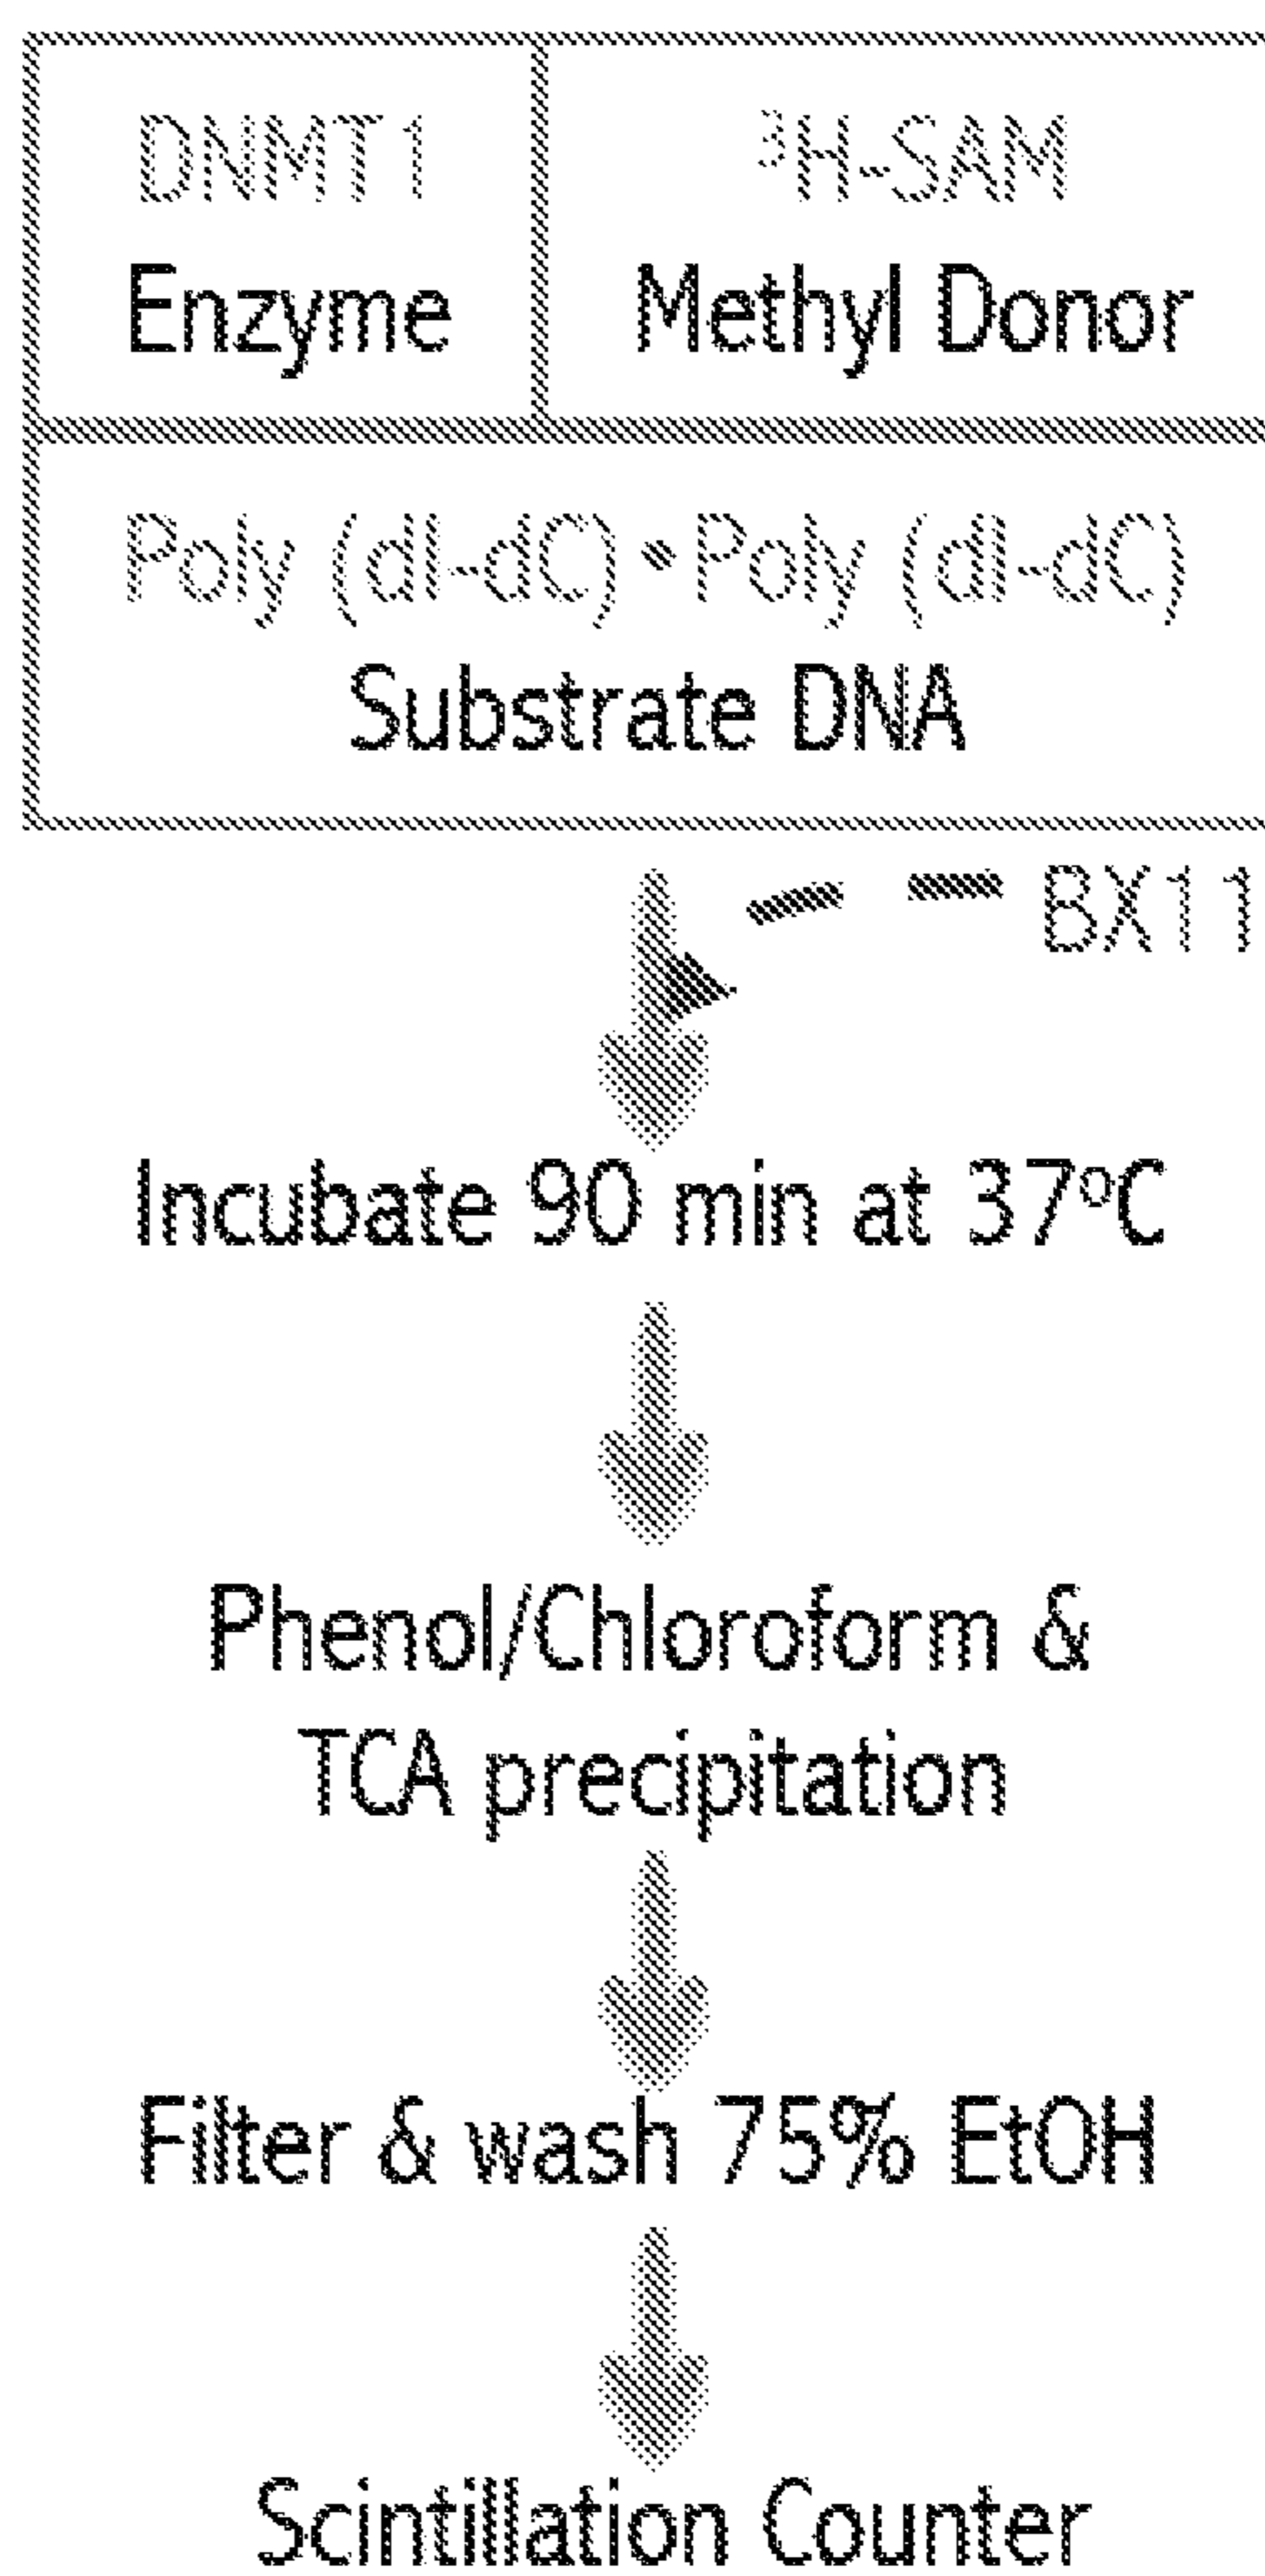 DNMT1
Enzyme
³H-SAM
Methyl Donor
Poly (dI-dC)•Poly (dI-dC)
Substrate DNA
BX11
Incubate 90 min at 37ºC
Phenol/Chloroform &
TCA precipitation
Filter & wash 75% EtOH
Scintillation Counter